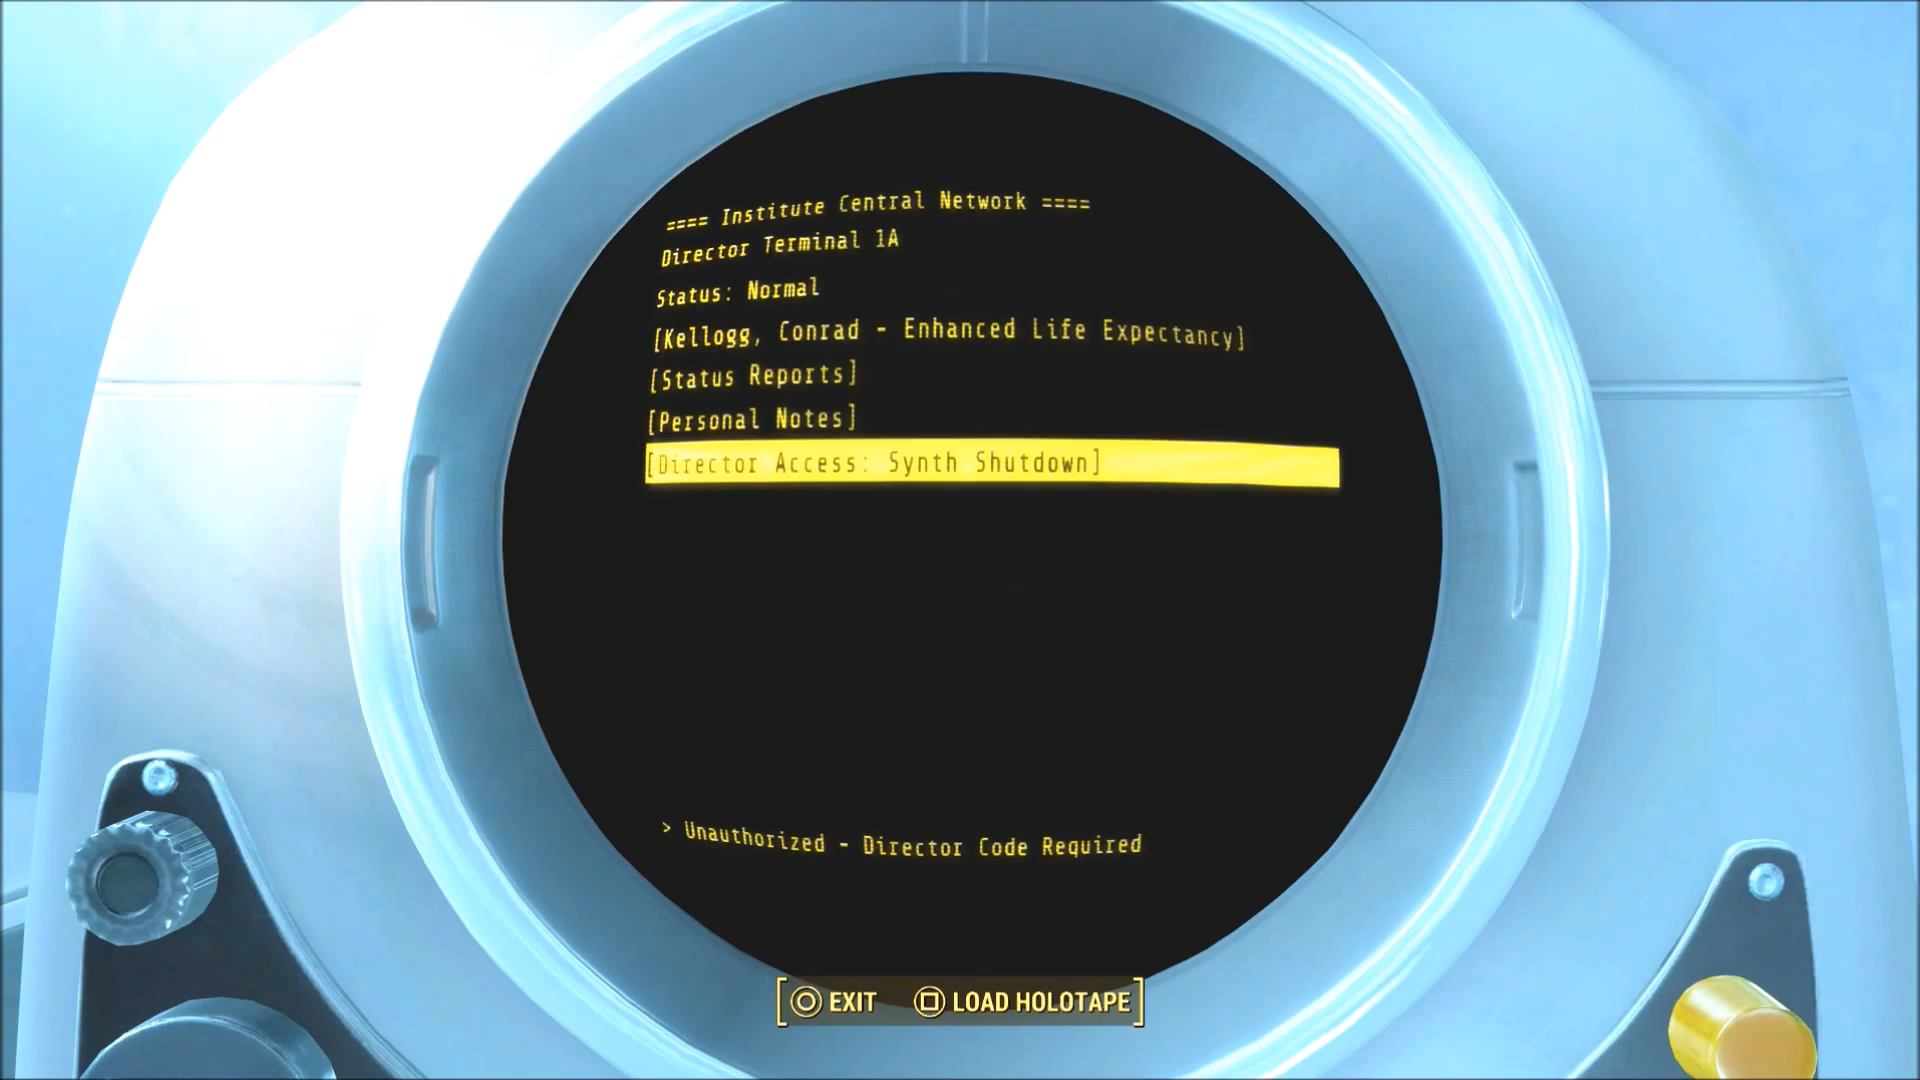 ==== Institute Central Network ====
Director Terminal 1A
Status: Normal
[Kellogg, Conrad - Enhanced Life Expectancy]
[Status Reports]
[Personal Notes]
[Director Access: Synth Shutdown]
> Unauthorized - Director Code Required
[EXIT LOAD HOLOTAPE]